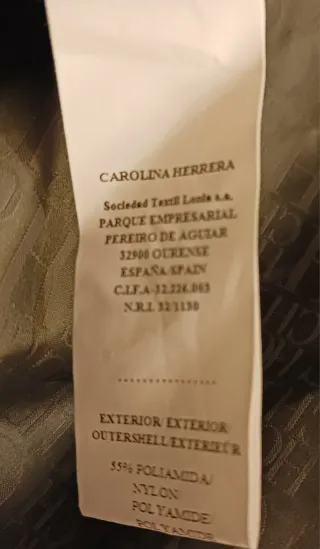 CAROLINA HERRERA
Sociedad Textil Lonia s.a.
PARQUE EMPRESARIAL
PEREIRO DE AGUIAR
32900 OURENSE
ESPAÑA/SPAIN
C.I.F.A-32.226.003
N.R.I. 32/1130
EXTERIOR/EXTERIOR
OUTERSHELL/EXTERIEUR
55% POLIAMIDA/
NYLON
POLYAMIDE/
POLYAMIDE